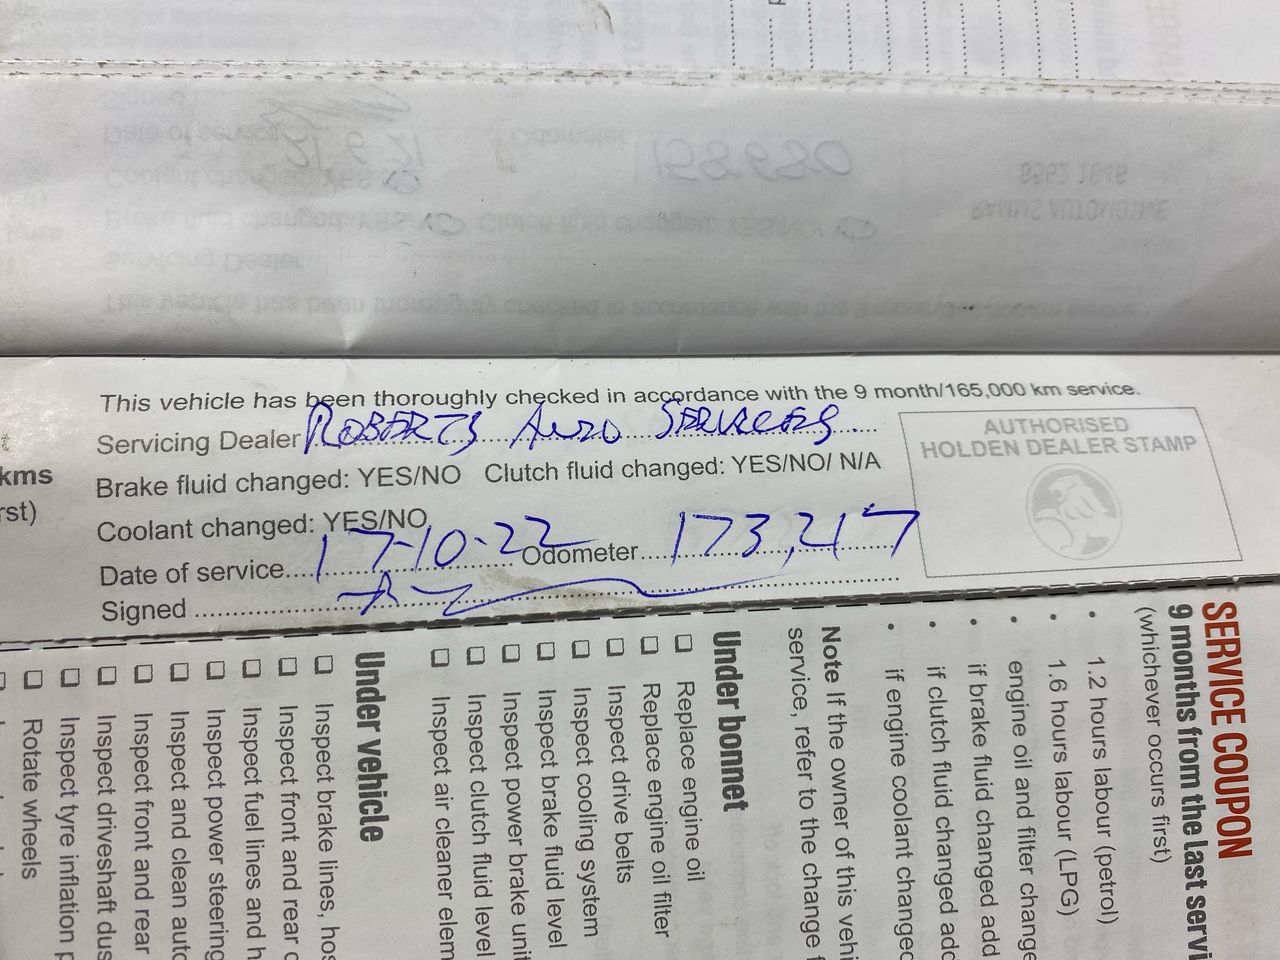 This vehicle has been thoroughly checked in accordance with the 9 month/165,000 km service.
Servicing Dealer ROBERTS AUTO SERVICES
Brake fluid changed: YES/NO Clutch fluid changed: YES/NO/ N/A
Coolant changed: YES/NO
Date of service 17-10-22 Odometer 173,217
Signed
AUTHORISED
HOLDEN DEALER STAMP
kms
rst)
SERVICE COUPON
9 months from the last servi
(whichever occurs first)
• 1.2 hours labour (petrol)
• 1.6 hours labour (LPG)
• engine oil and filter change
• if brake fluid changed add
• if clutch fluid changed add
• if engine coolant changed
Note If the owner of this vehi
service, refer to the change f
Under bonnet
Replace engine oil
Replace engine oil filter
Inspect drive belts
Inspect cooling system
Inspect brake fluid level
Inspect power brake unit
Inspect clutch fluid level
Inspect air cleaner elem
Under vehicle
Inspect brake lines, hos
Inspect front and rear
Inspect fuel lines and h
Inspect power steering
Inspect and clean auto
Inspect front and rear
Inspect driveshaft dus
Inspect tyre inflation p
Rotate wheels